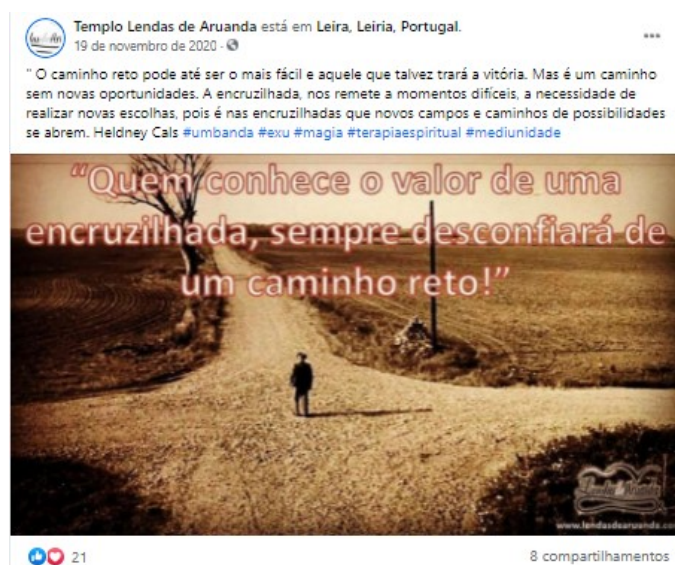 Templo Lendas de Aruanda está em Leira, Leiria, Portugal.
19 de novembro de 2020 ·
" O caminho reto pode até ser o mais fácil e aquele que talvez trará a vitória. Mas é um caminho
sem novas oportunidades. A encruzilhada, nos remete a momentos difíceis, a necessidade de
realizar novas escolhas, pois é nas encruzilhadas que novos campos e caminhos de possibilidades
se abrem. Heldney Cals #umbanda #exu #magia #terapiaespiritual #mediunidade
“Quem conhece o valor de uma
encruzilhada, sempre desconfiará de
um caminho reto!”
Lendas de Aruanda
www.lendasdearuanda.co
21
8 compartilhamentos